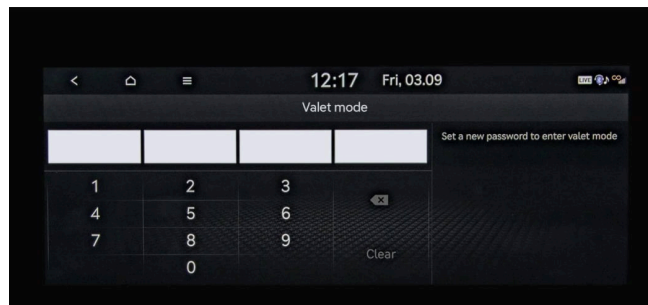 12:17 Fri, 03.09 LIVE
Valet mode
Set a new password to enter valet mode
1 2 3
4 5 6
7 8 9
Clear
0